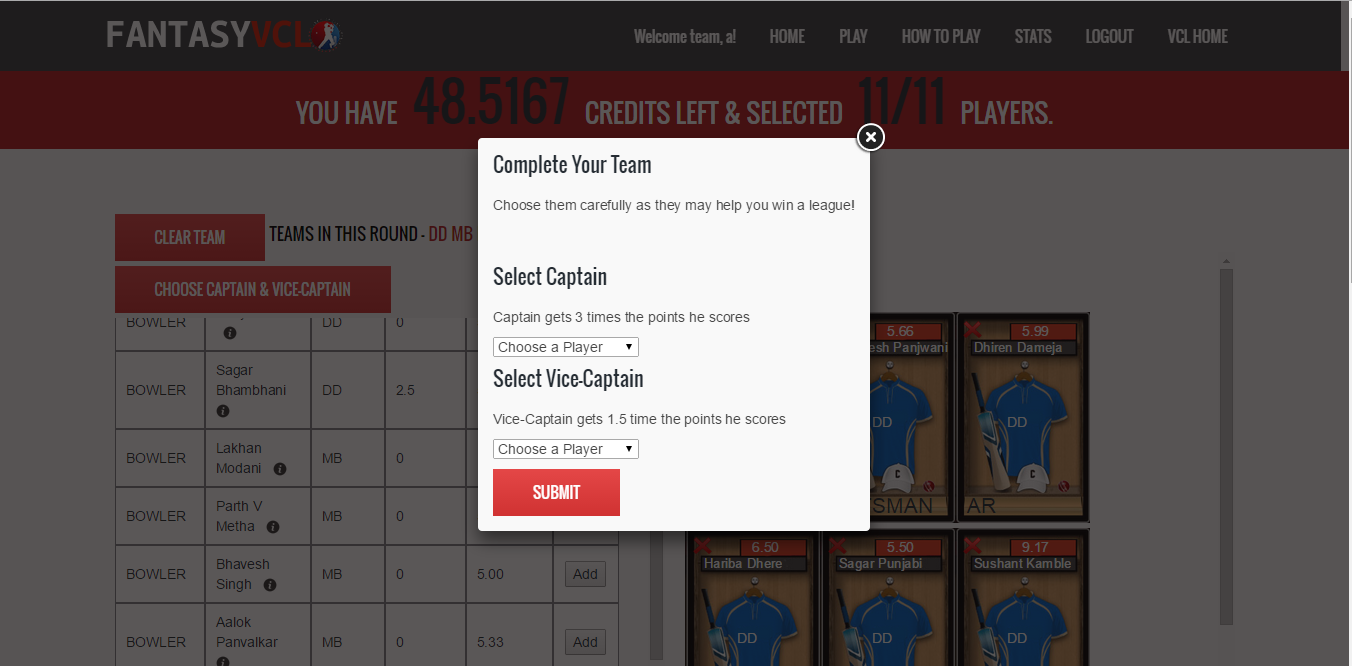 FANTASYVCL
Welcome team, a! HOME PLAY HOW TO PLAY STATS LOGOUT VCL HOME
YOU HAVE 48.5167 CREDITS LEFT & SELECTED 11/11 PLAYERS.
Complete Your Team
Choose them carefully as they may help you win a league!
Select Captain
Captain gets 3 times the points he scores
Choose a Player
Select Vice-Captain
Vice-Captain gets 1.5 time the points he scores
Choose a Player
SUBMIT
CLEAR TEAM TEAMS IN THIS ROUND - DD MB
CHOOSE CAPTAIN & VICE-CAPTAIN
BOWLER DD 0
BOWLER Sagar Bhambhani DD 2.5
BOWLER Lakhan Modani MB 0
BOWLER Parth V Metha MB 0
BOWLER Bhavesh Singh MB 0 5.00 Add
BOWLER Aalok Panvalkar MB 0 5.33 Add
5.66 5.99
esh Panjwani Dhiren Dameja
DD DD
C C
SMAN AR
6.50 5.50 9.17
Hariba Dhere Sagar Punjabi Sushant Kamble
DD DD DD